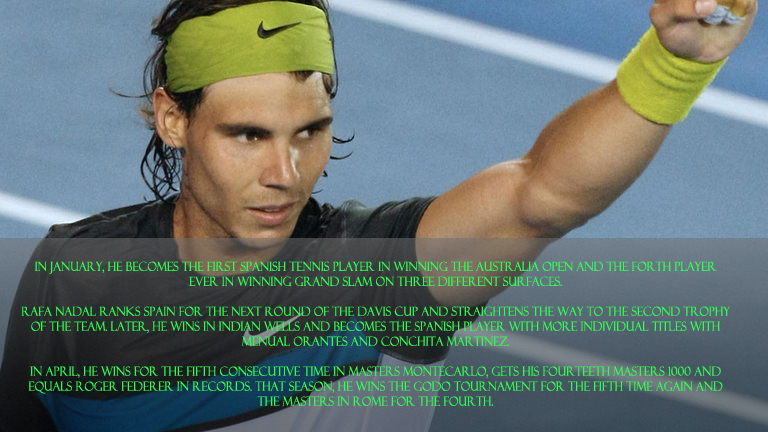 IN JANUARY, HE BECOMES THE FIRST SPANISH TENNIS PLAYER IN WINNING THE AUSTRALIA OPEN AND THE FORTH PLAYER
EVER IN WINNING GRAND SLAM ON THREE DIFFERENT SURFACES.
RAFA NADAL RANKS SPAIN FOR THE NEXT ROUND OF THE DAVIS CUP AND STRAIGHTENS THE WAY TO THE SECOND TROPHY
OF THE TEAM. LATER, HE WINS IN INDIAN WELLS AND BECOMES THE SPANISH PLAYER WITH MORE INDIVIDUAL TITLES WITH
MENUAL ORANTES AND CONCHITA MARTINEZ.
IN APRIL, HE WINS FOR THE FIFTH CONSECUTIVE TIME IN MASTERS MONTECARLO, GETS HIS FOURTEETH MASTERS 1000 AND
EQUALS ROGER FEDERER IN RECORDS. THAT SEASON, HE WINS THE GODO TOURNAMENT FOR THE FIFTH TIME AGAIN AND
THE MASTERS IN ROME FOR THE FOURTH.